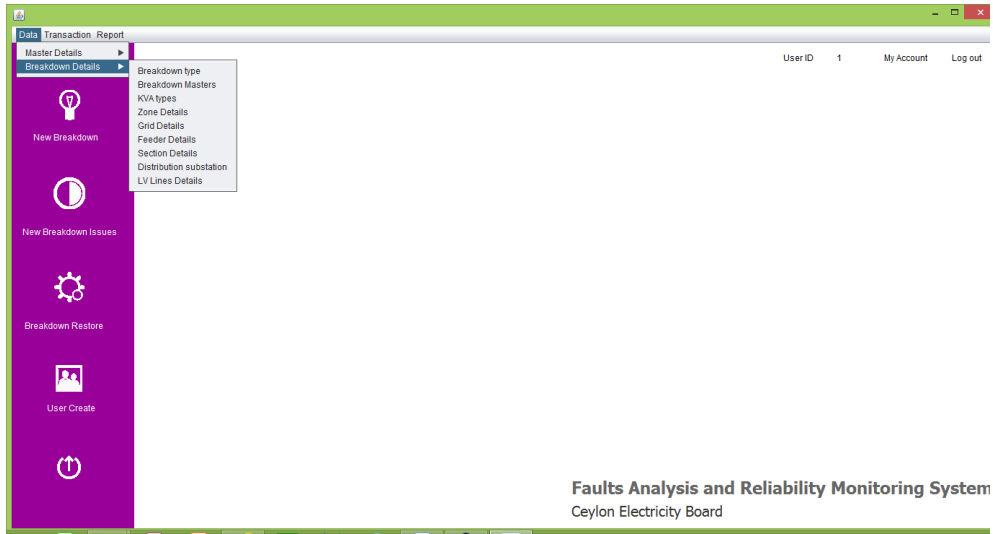 Data Transaction Report
Master Details
Breakdown Details
User ID 1 My Account Log out
Breakdown type
Breakdown Masters
KVA types
Zone Details
Grid Details
Feeder Details
Section Details
Distribution substation
LV Lines Details
New Breakdown
New Breakdown Issues
Breakdown Restore
User Create
Faults Analysis and Reliability Monitoring System
Ceylon Electricity Board